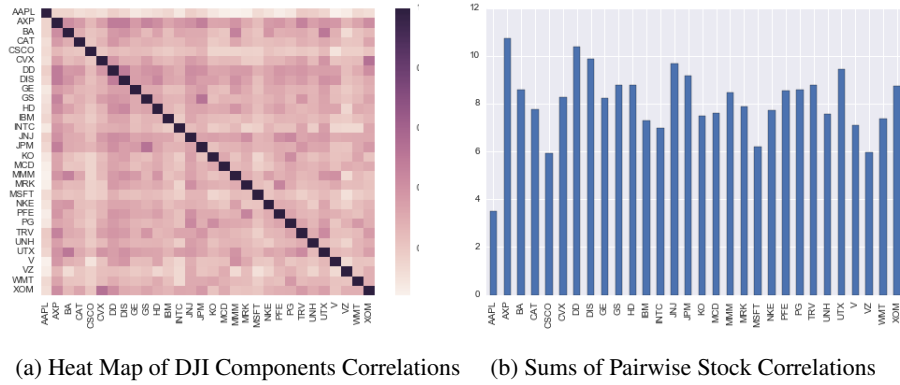 AAPL
AXP
BA
CAT
CSCO
CVX
DD
DIS
GE
GS
HD
IBM
INTC
JNJ
JPM
KO
MCD
MMM
MRK
MSFT
NKE
PFE
PG
TRV
UNH
UTX
V
VZ
WMT
XOM
AAPL AXP BA CAT CSCO CVX DD DIS GE GS HD IBM INTC JNJ JPM KO MCD MMM MRK MSFT NKE PFE PG TRV UNH UTX V VZ WMT XOM
12
10
8
6
4
2
0
AAPL AXP BA CAT CSCO CVX DD DIS GE GS HD IBM INTC JNJ JPM KO MCD MMM MRK MSFT NKE PFE PG TRV UNH UTX V VZ WMT XOM
(a) Heat Map of DJI Components Correlations
(b) Sums of Pairwise Stock Correlations